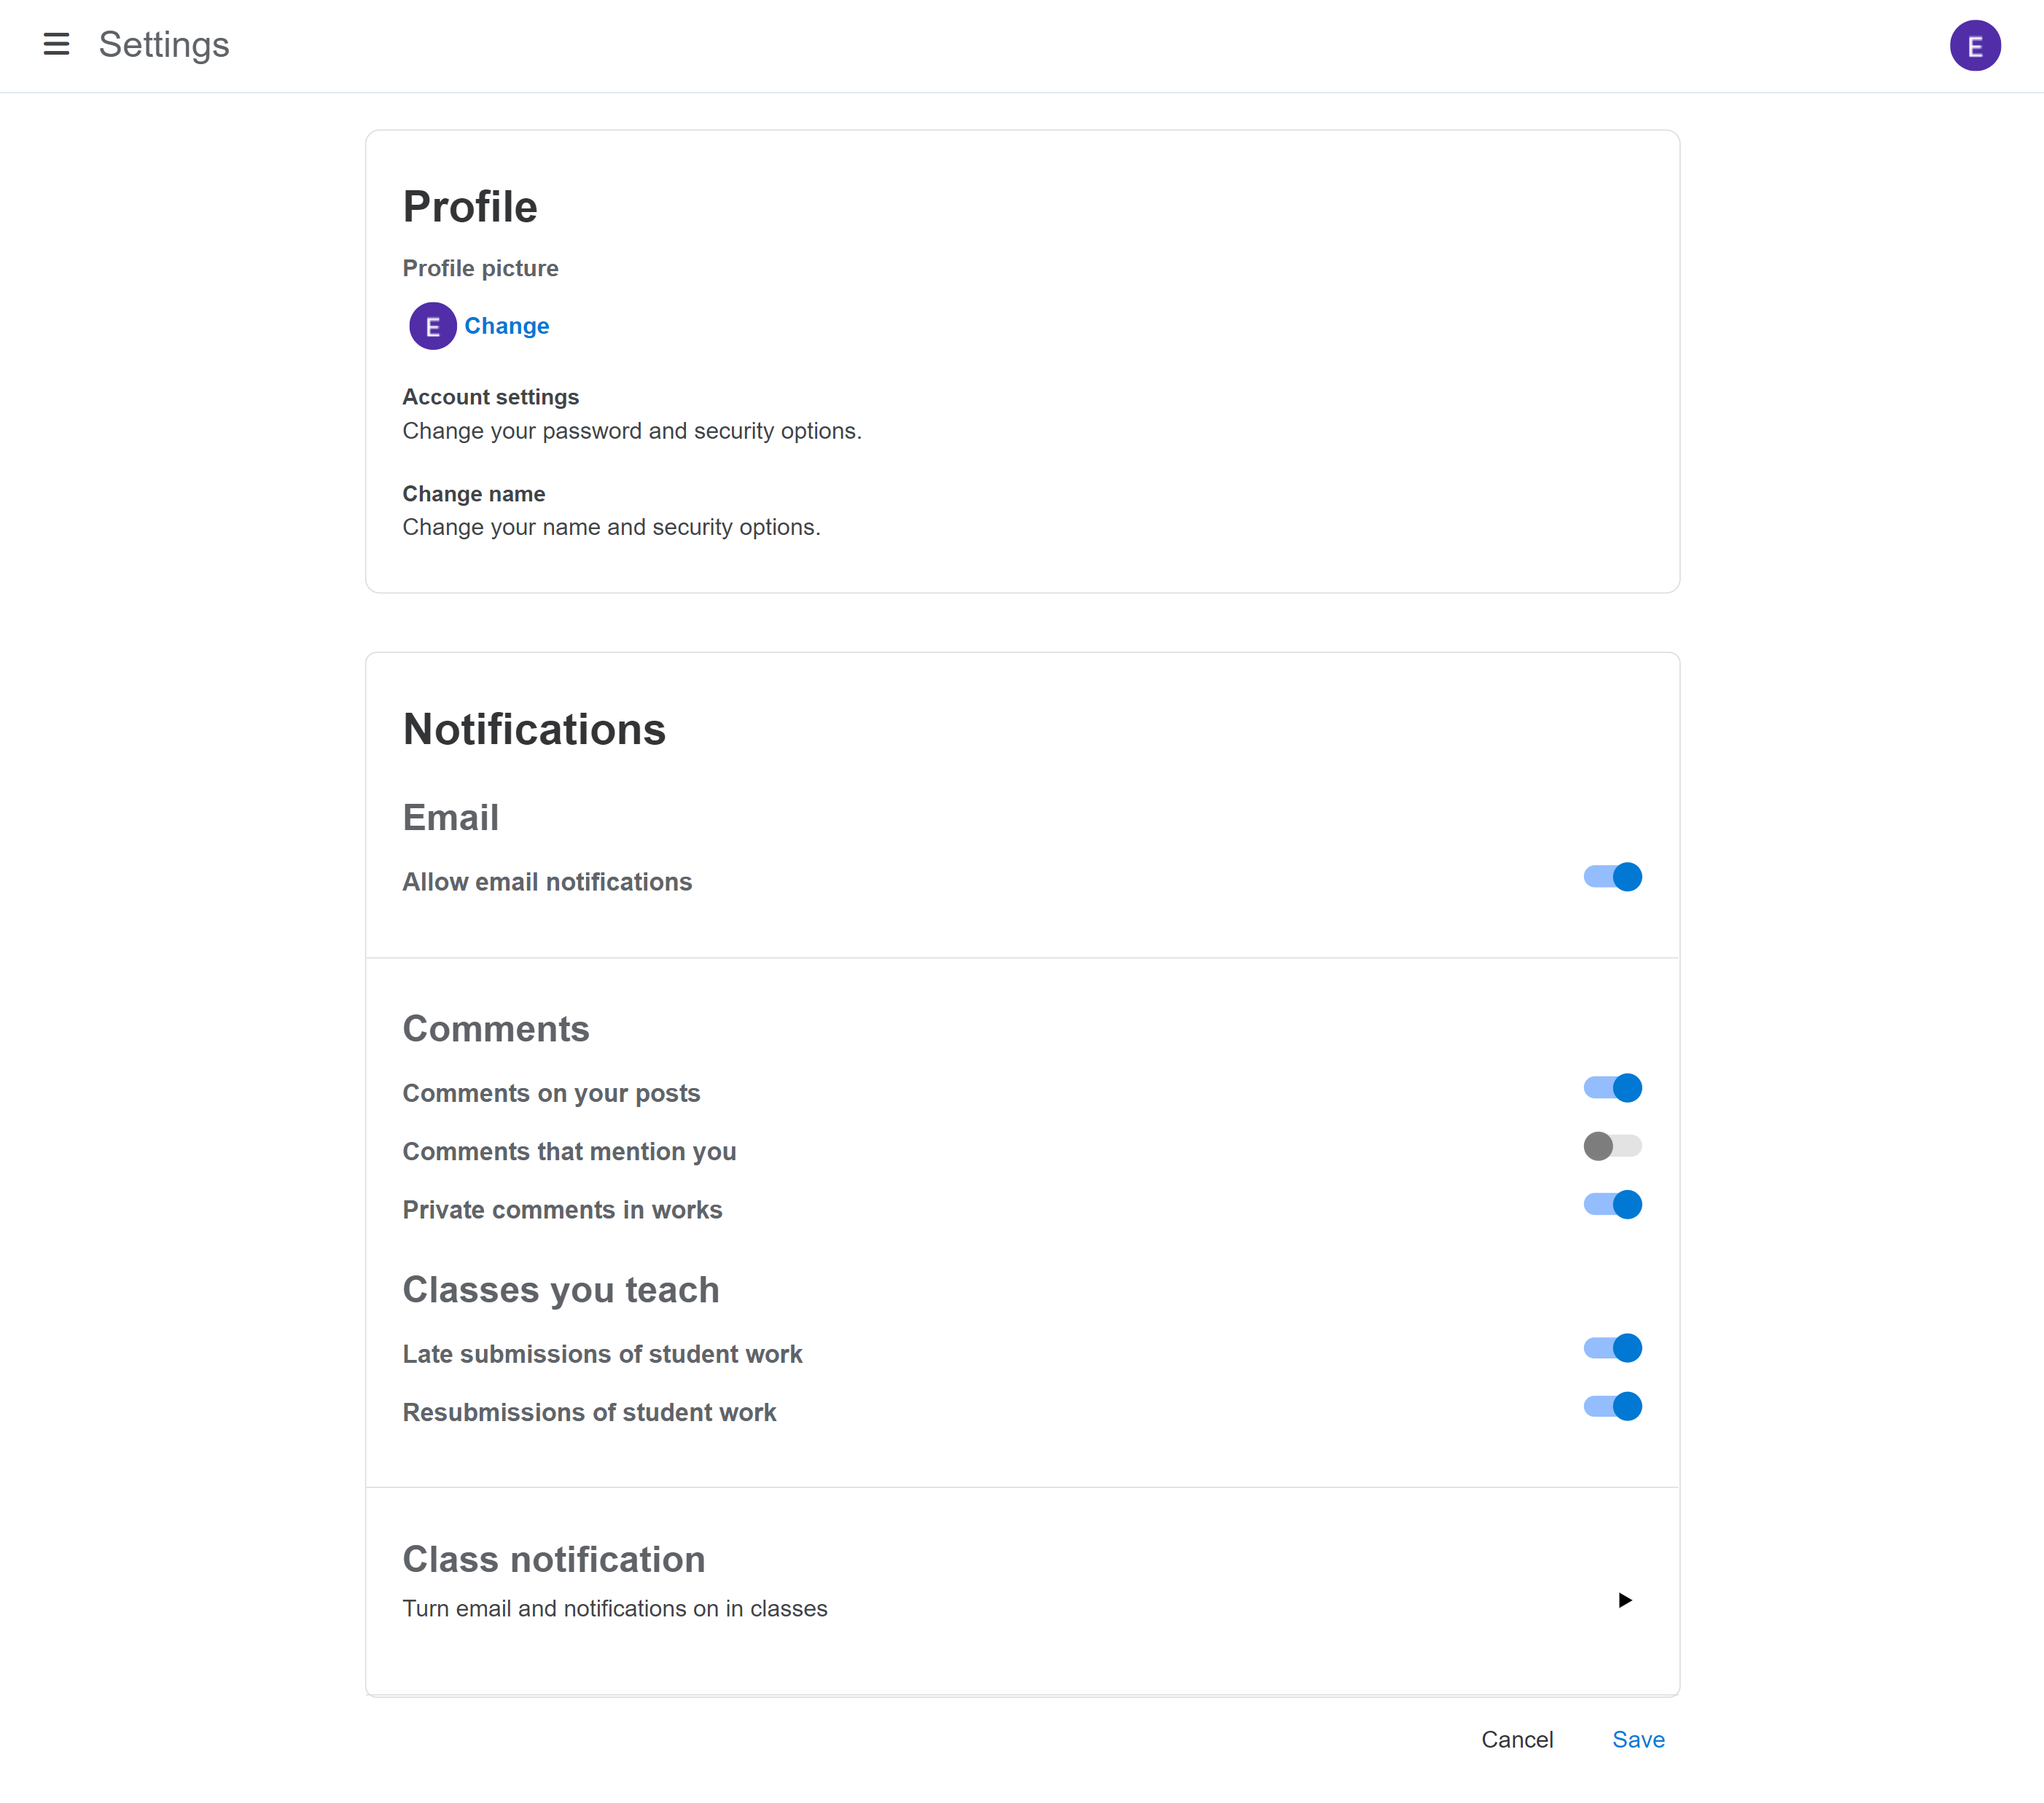 Settings
E
Profile
Profile picture
E Change
Account settings
Change your password and security options.
Change name
Change your name and security options.
Notifications
Email
Allow email notifications
Comments
Comments on your posts
Comments that mention you
Private comments in works
Classes you teach
Late submissions of student work
Resubmissions of student work
Class notification
Turn email and notifications on in classes
Cancel Save